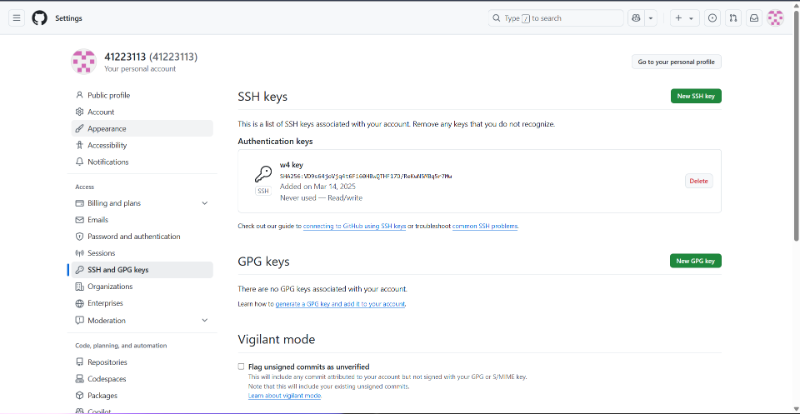 Settings
Type / to search
41223113 (41223113)
Your personal account
Go to your personal profile
Public profile
Account
Appearance
Accessibility
Notifications
Access
Billing and plans
Emails
Password and authentication
Sessions
SSH and GPG keys
Organizations
Enterprises
Moderation
Code, planning, and automation
Repositories
Codespaces
Packages
Copilot
SSH keys
New SSH key
This is a list of SSH keys associated with your account. Remove any keys that you do not recognize.
Authentication keys
w4 key
SSH
Added on Mar 14, 2025
Never used — Read/write
Delete
Check out our guide to connecting to GitHub using SSH keys or troubleshoot common SSH problems.
GPG keys
New GPG key
There are no GPG keys associated with your account.
Learn how to generate a GPG key and add it to your account.
Vigilant mode
Flag unsigned commits as unverified
This will include any commit attributed to your account but not signed with your GPG or S/MIME key.
Note that this will include your existing unsigned commits.
Learn about vigilant mode